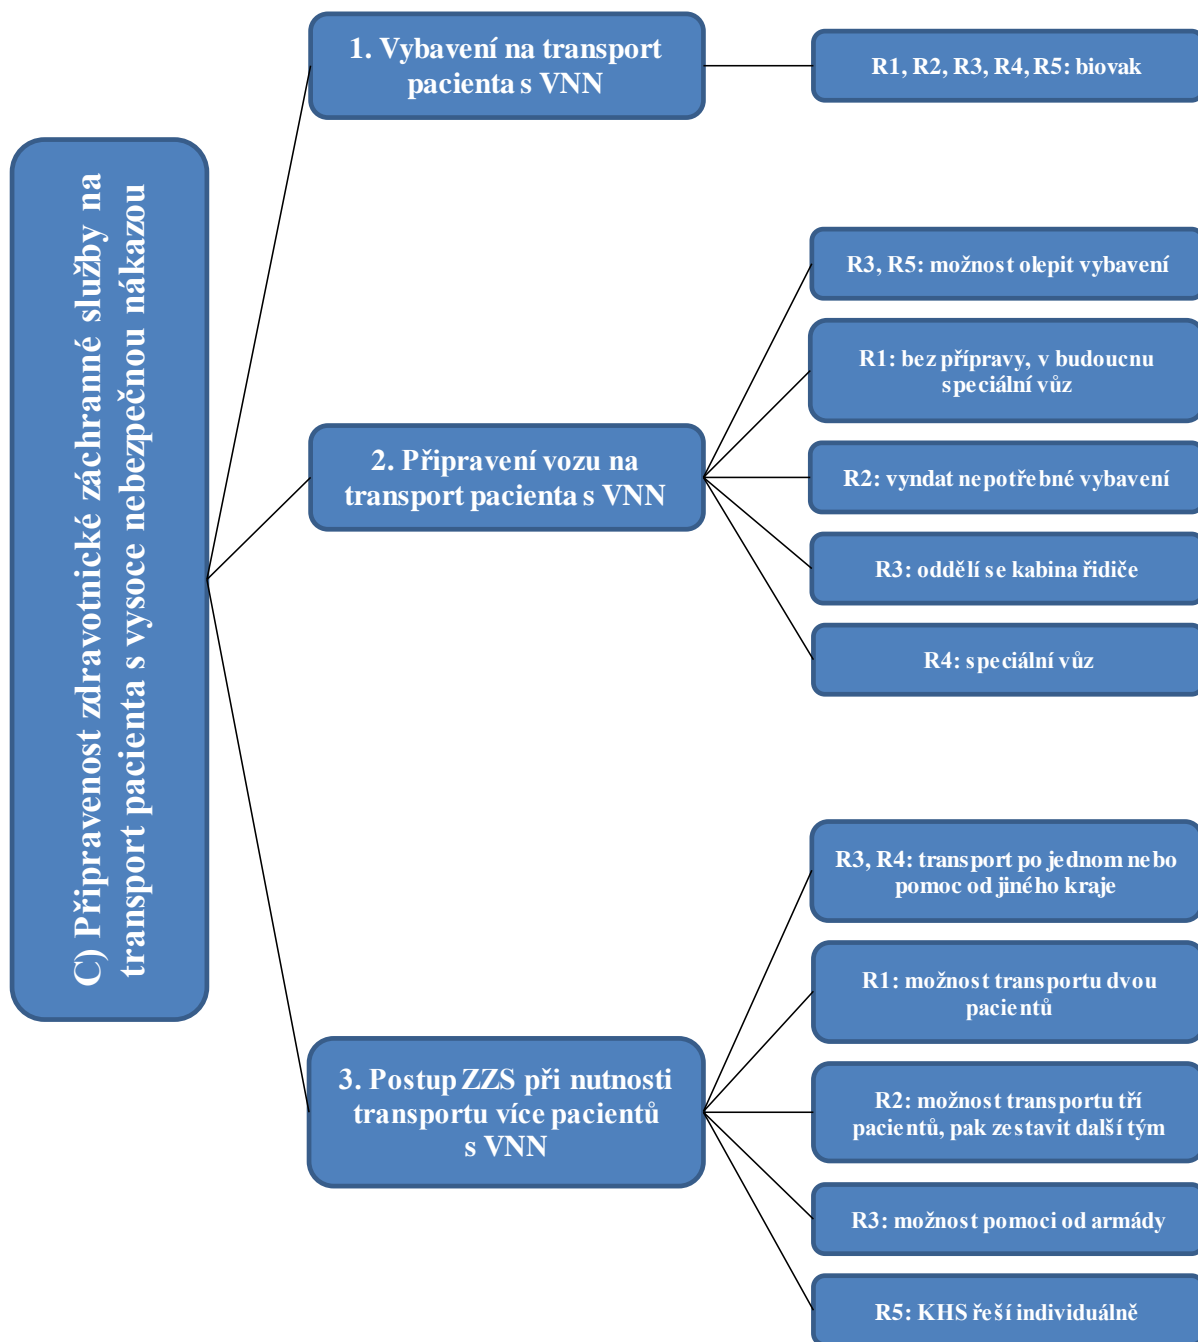 C) Připravenost zdravotnické záchranné služby na
transport pacienta s vysoce nebezpečnou nákazou
1. Vybavení na transport
pacienta s VNN
R1, R2, R3, R4, R5: biovak
2. Připravení vozu na
transport pacienta s VNN
R3, R5: možnost olepit vybavení
R1: bez přípravy, v budoucnu
speciální vůz
R2: vyndat nepotřebné vybavení
R3: oddělí se kabina řidiče
R4: speciální vůz
3. Postup ZZS při nutnosti
transportu více pacientů
s VNN
R3, R4: transport po jednom nebo
pomoc od jiného kraje
R1: možnost transportu dvou
pacientů
R2: možnost transportu tří
pacientů, pak zestavit další tým
R3: možnost pomoci od armády
R5: KHS řeší individuálně